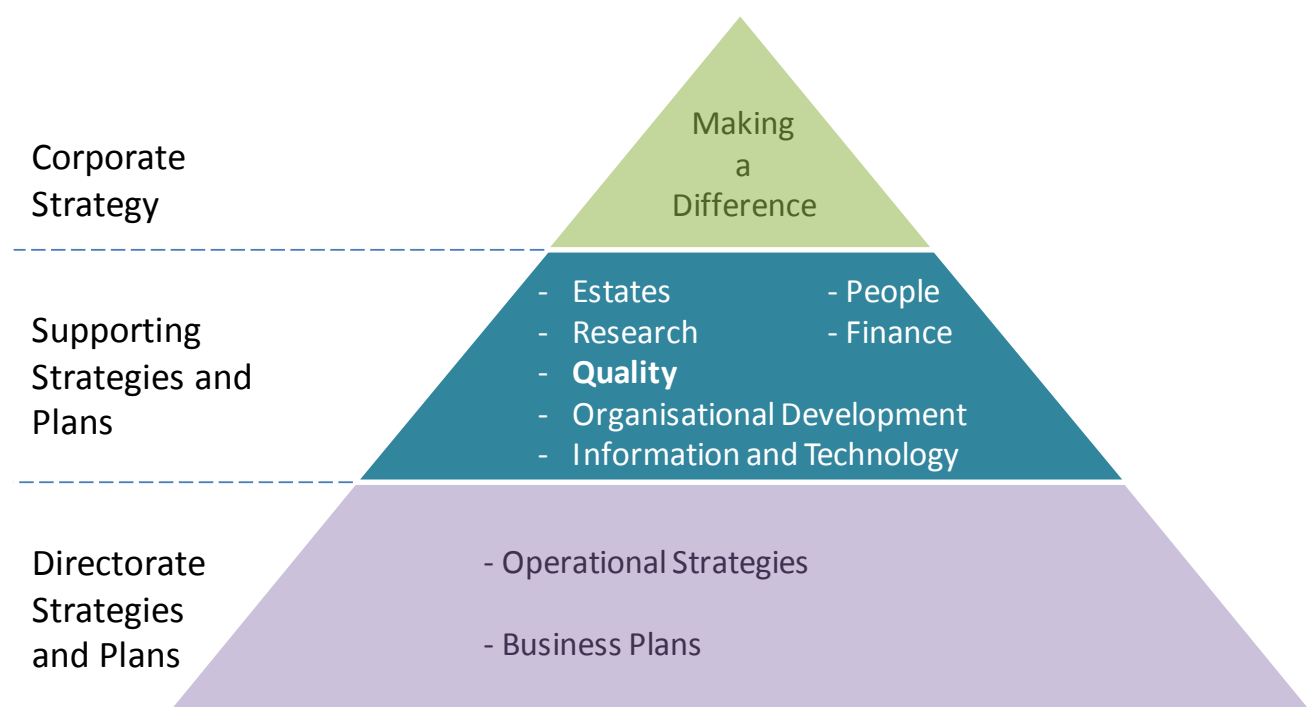 Making
a
Difference
Corporate
Strategy
- Estates
- People
- Research
- Finance
- Quality
- Organisational Development
- Information and Technology
Supporting
Strategies and
Plans
- Operational Strategies
- Business Plans
Directorate
Strategies
and Plans